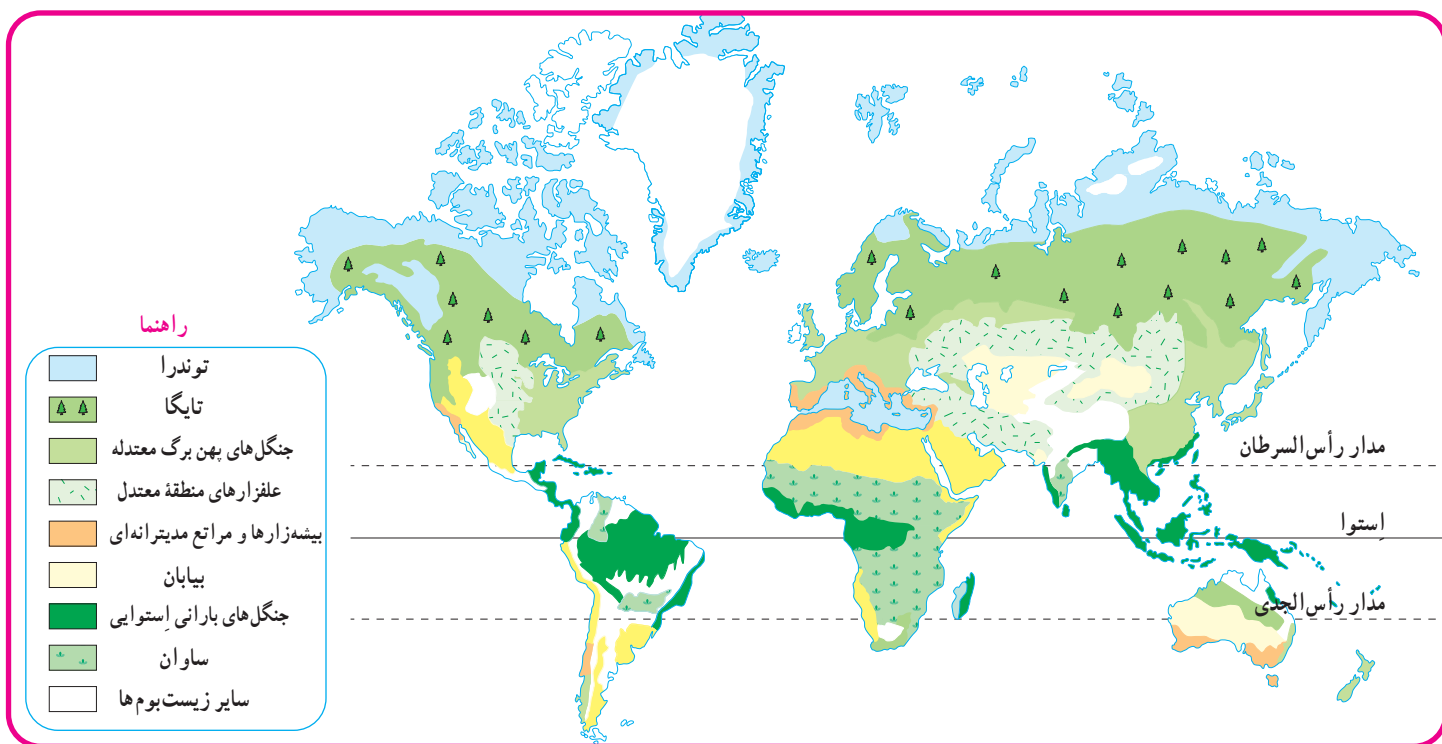 راهنما
توندرا
تایگا
جنگل‌های پهن برگ معتدله
علفزارهای منطقهٔ معتدل
بیشه‌زارها و مراتع مدیترانه‌ای
بیابان
جنگل‌های بارانی اِستوایی
ساوان
سایر زیست‌بوم‌ها
مدار رأس‌السرطان
اِستوا
مدار رأس‌الجدی